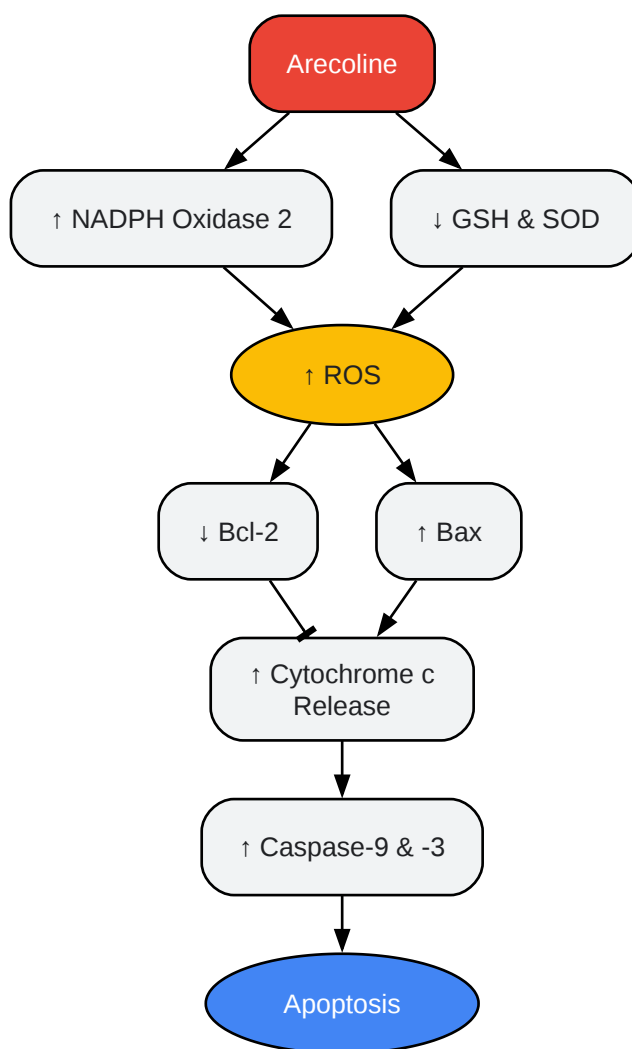 Arecoline
↑ NADPH Oxidase 2
↓ GSH & SOD
↑ ROS
↓ Bcl-2
↑ Bax
↑ Cytochrome c
Release
↑ Caspase-9 & -3
Apoptosis